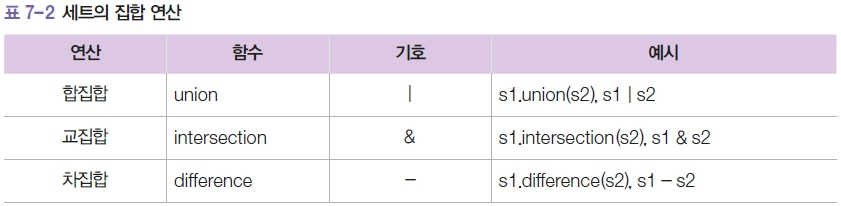 표 7-2 세트의 집합 연산
연산 함수 기호 예시
합집합 union | s1.union(s2), s1 | s2
교집합 intersection & s1.intersection(s2), s1 & s2
차집합 difference - s1.difference(s2), s1 - s2